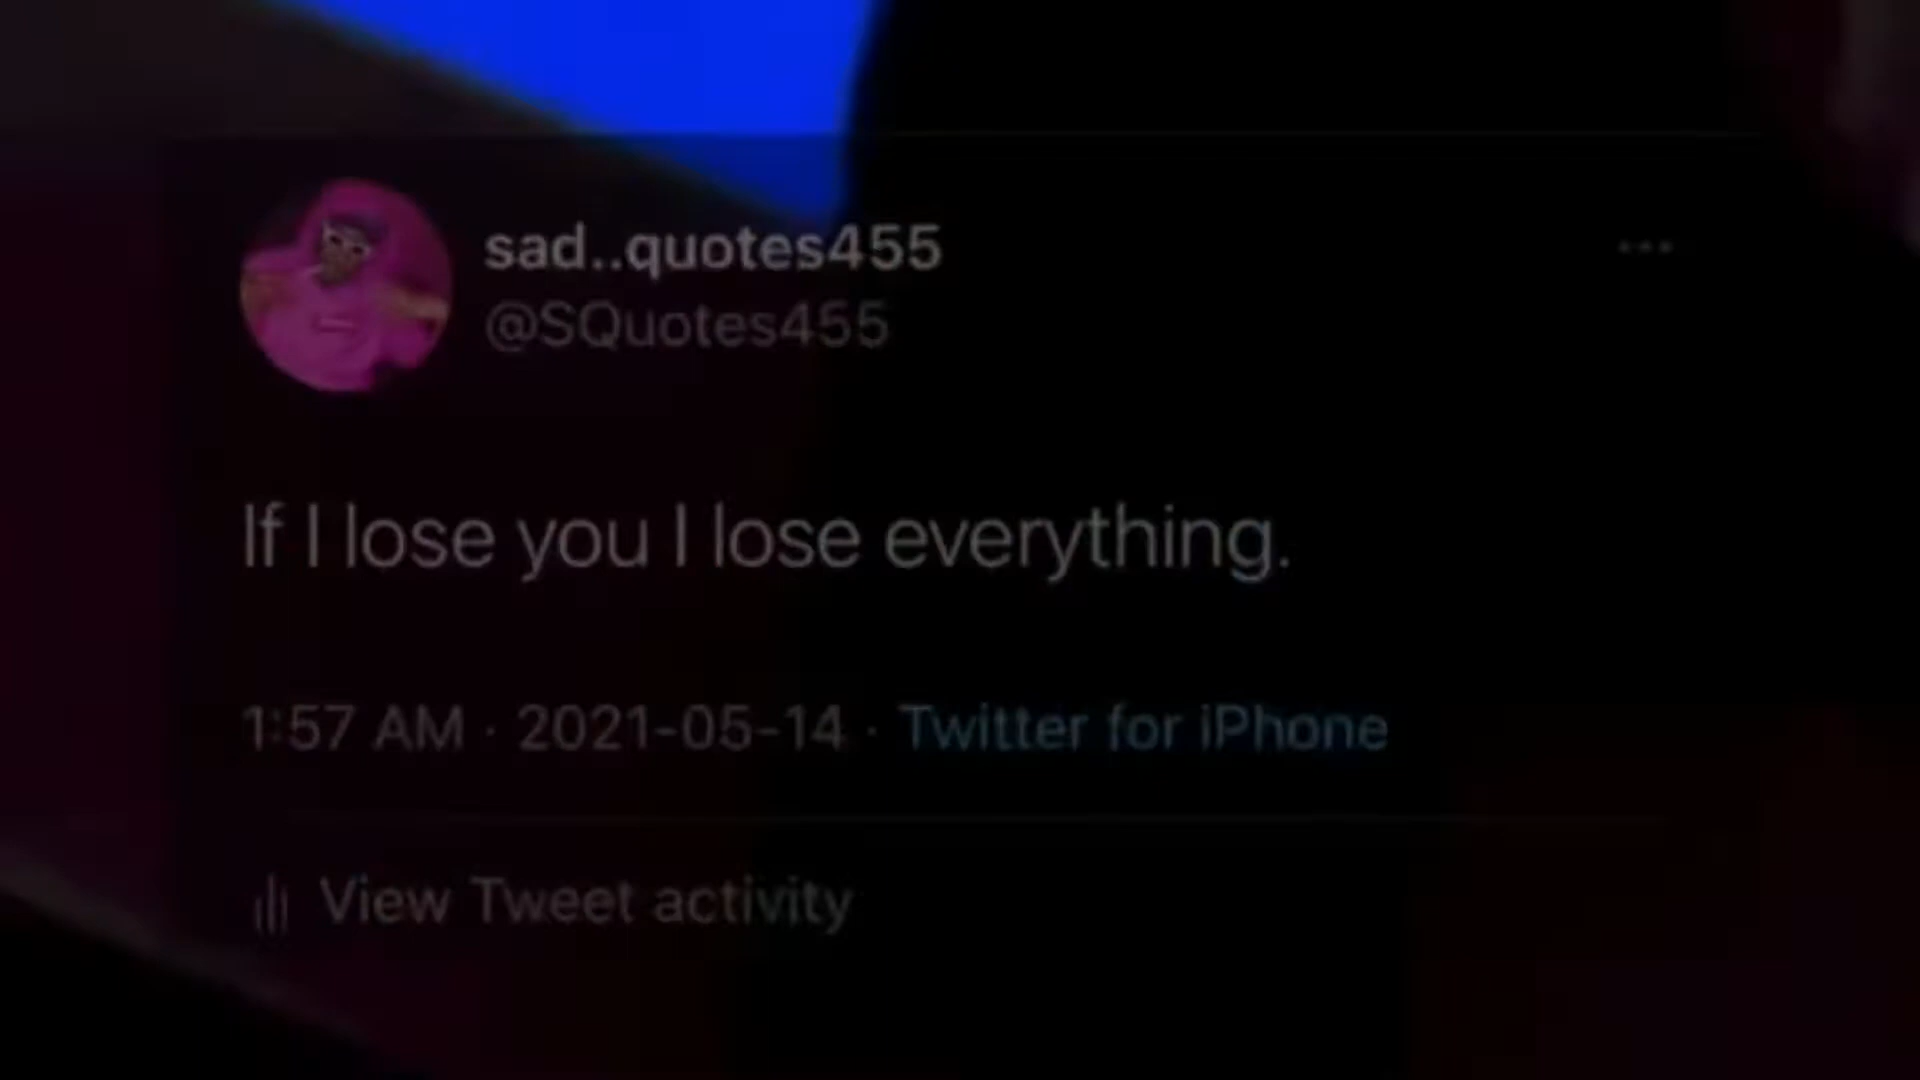 sad..quotes455
@SQuotes455
If I lose you I lose everything.
1:57 AM · 2021-05-14 · Twitter for iPhone
View Tweet activity